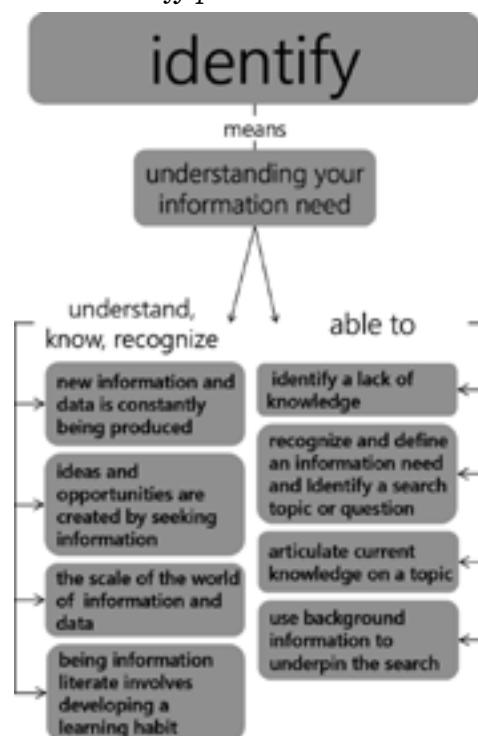 identify
means
understanding your
information need
understand,
know, recognize
new information and
data is constantly
being produced
ideas and
opportunities are
created by seeking
information
the scale of the world
of information and
data
being information
literate involves
developing a
learning habit
able to
identify a lack of
knowledge
recognize and define
an information need
and Identify a search
topic or question
articulate current
knowledge on a topic
use background
information to
underpin the search